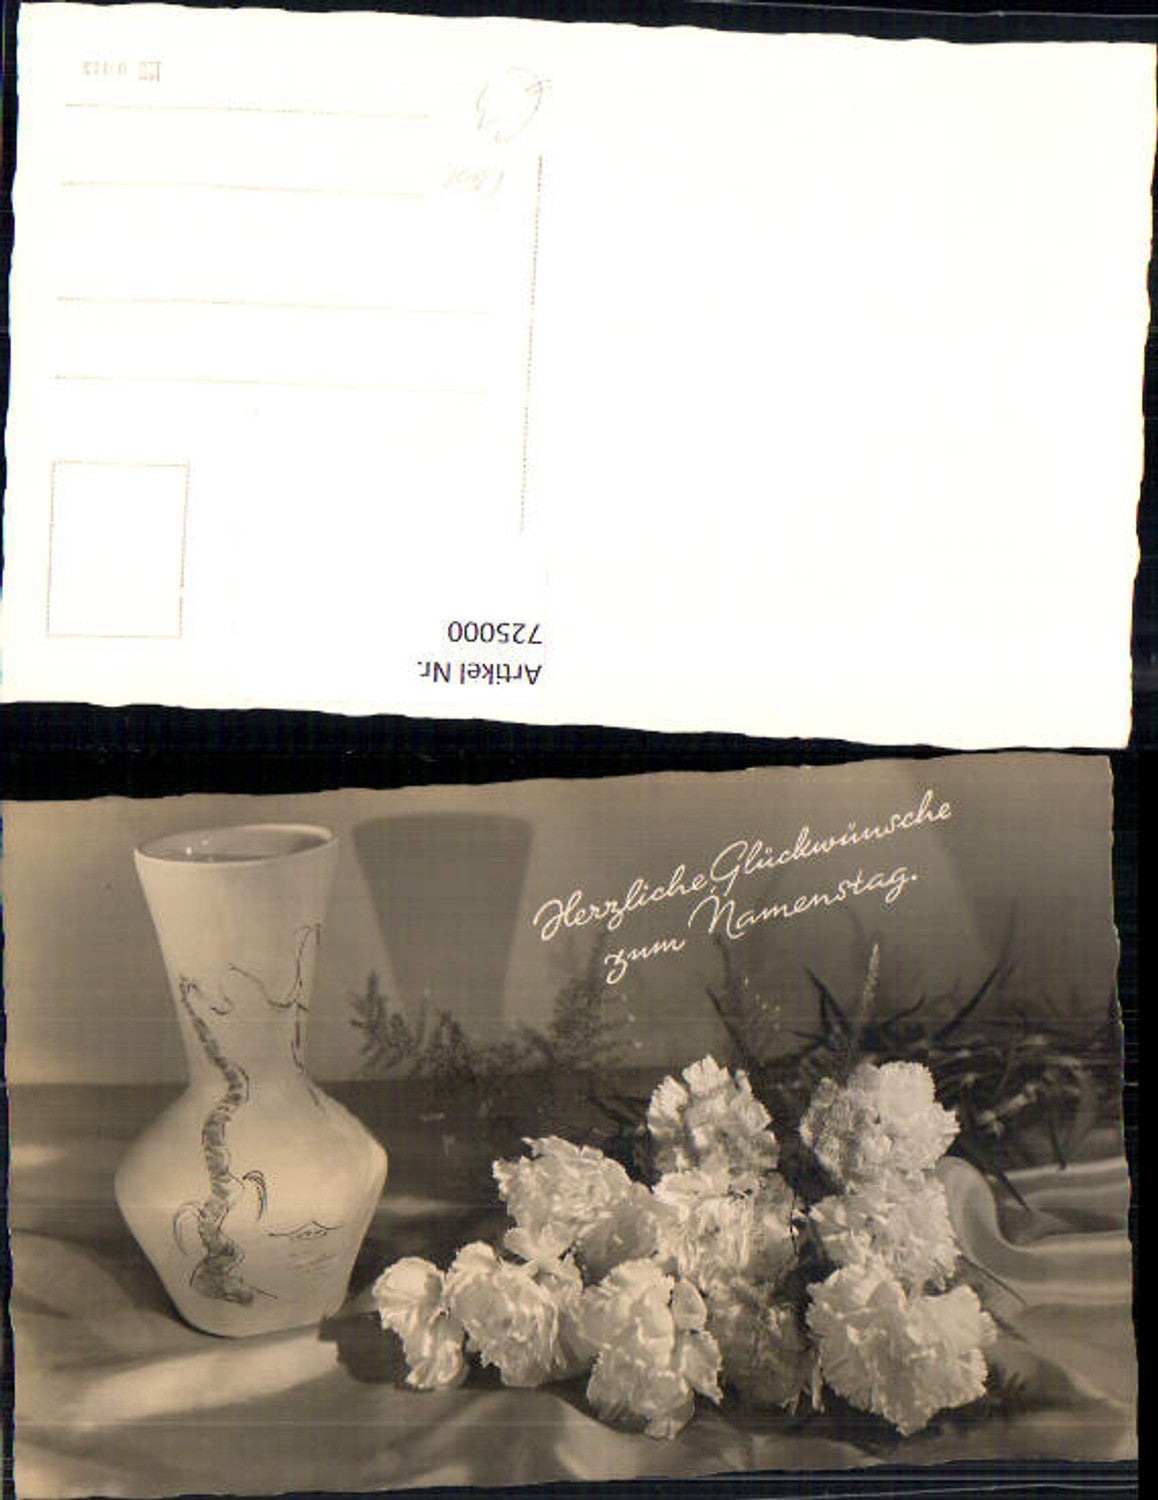 Artikel Nr.
725000
Herzliche Glückwünsche
zum Namenstag.